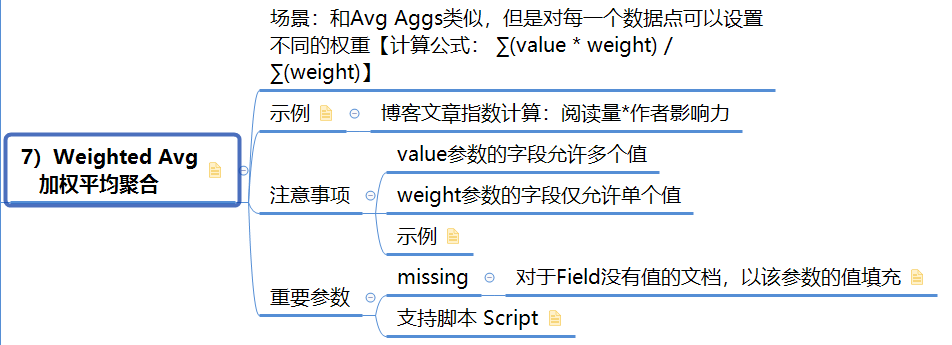 场景：和Avg Aggs类似，但是对每一个数据点可以设置
不同的权重【计算公式： ∑(value * weight) /
∑(weight)】
示例
博客文章指数计算：阅读量*作者影响力
7）Weighted Avg
加权平均聚合
value参数的字段允许多个值
注意事项
weight参数的字段仅允许单个值
示例
missing
对于Field没有值的文档，以该参数的值填充
重要参数
支持脚本 Script